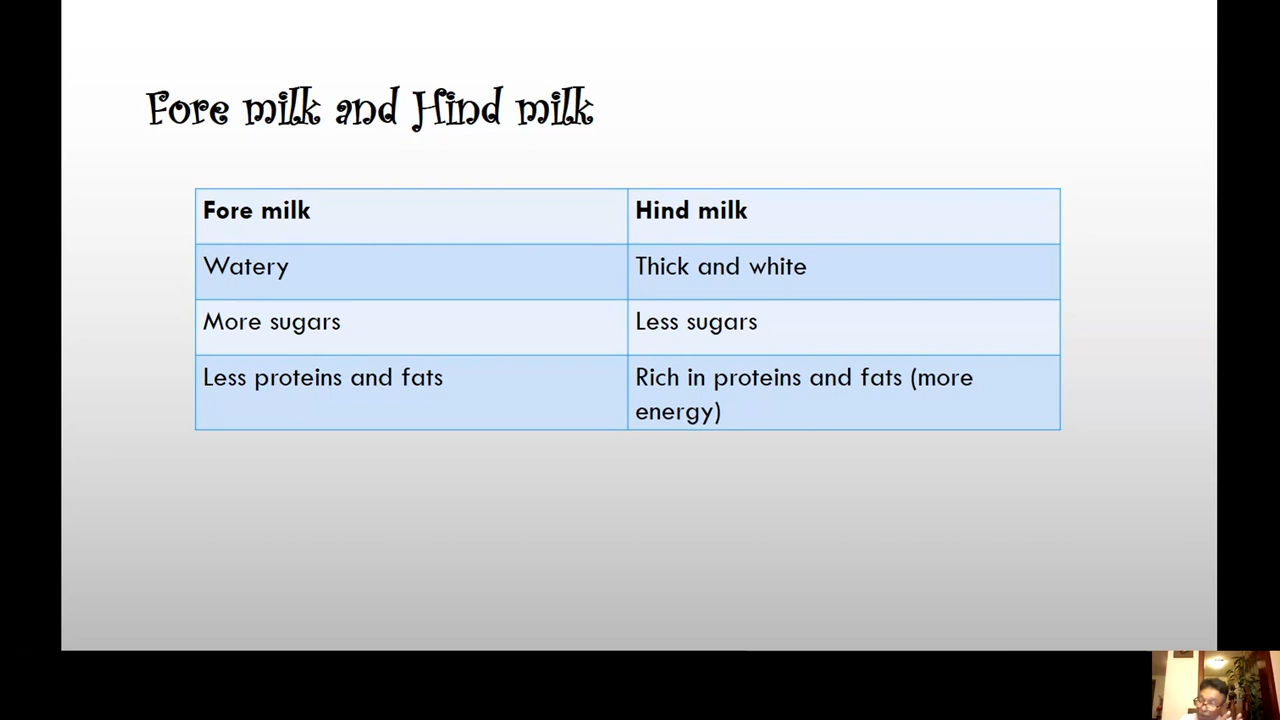 Fore milk and Hind milk
Fore milk
Hind milk
Watery
Thick and white
More sugars
Less sugars
Less proteins and fats
Rich in proteins and fats (more
energy)